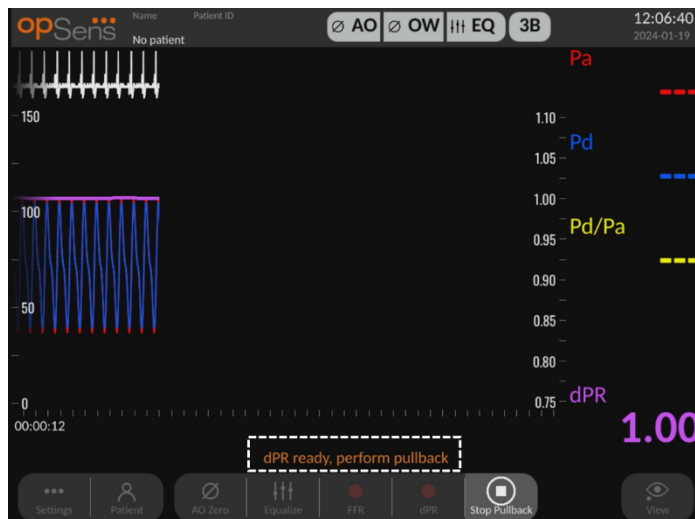 opSens
Name Patient ID
No patient
AO OW EQ 3B
12:06:40
2024-01-19
Pa
150
1.10
Pd
1.05
1.00
100
Pd/Pa
0.95
0.90
50
0.85
0.80
0
0.75
dPR
00:00:12
1.00
dPR ready, perform pullback
Settings Patient AO Zero Equalize FFR dPR Stop Pullback View